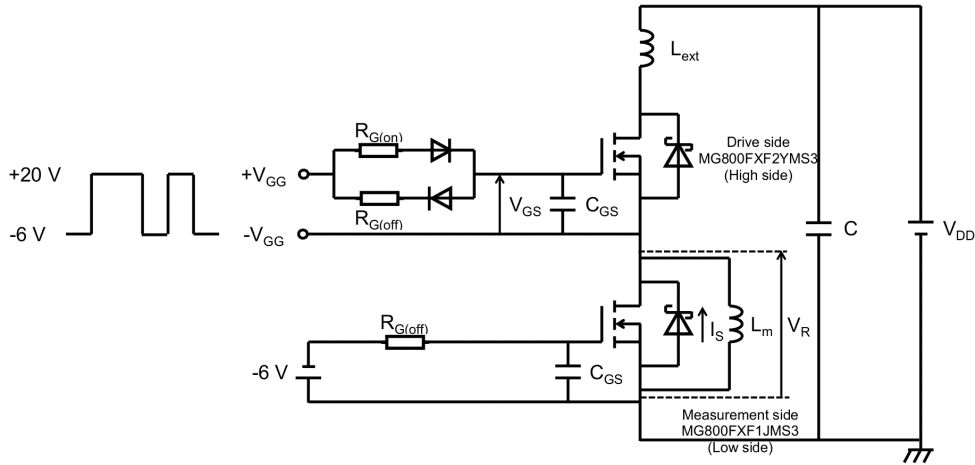 L_ext
Drive side
MG800FXF2YMS3
(High side)
R_G(on)
+20 V
+V_GG
R_G(off)
V_GS
C_GS
-6 V
-V_GG
C
V_DD
R_G(off)
I_S
L_m
V_R
-6 V
C_GS
Measurement side
MG800FXF1JMS3
(Low side)